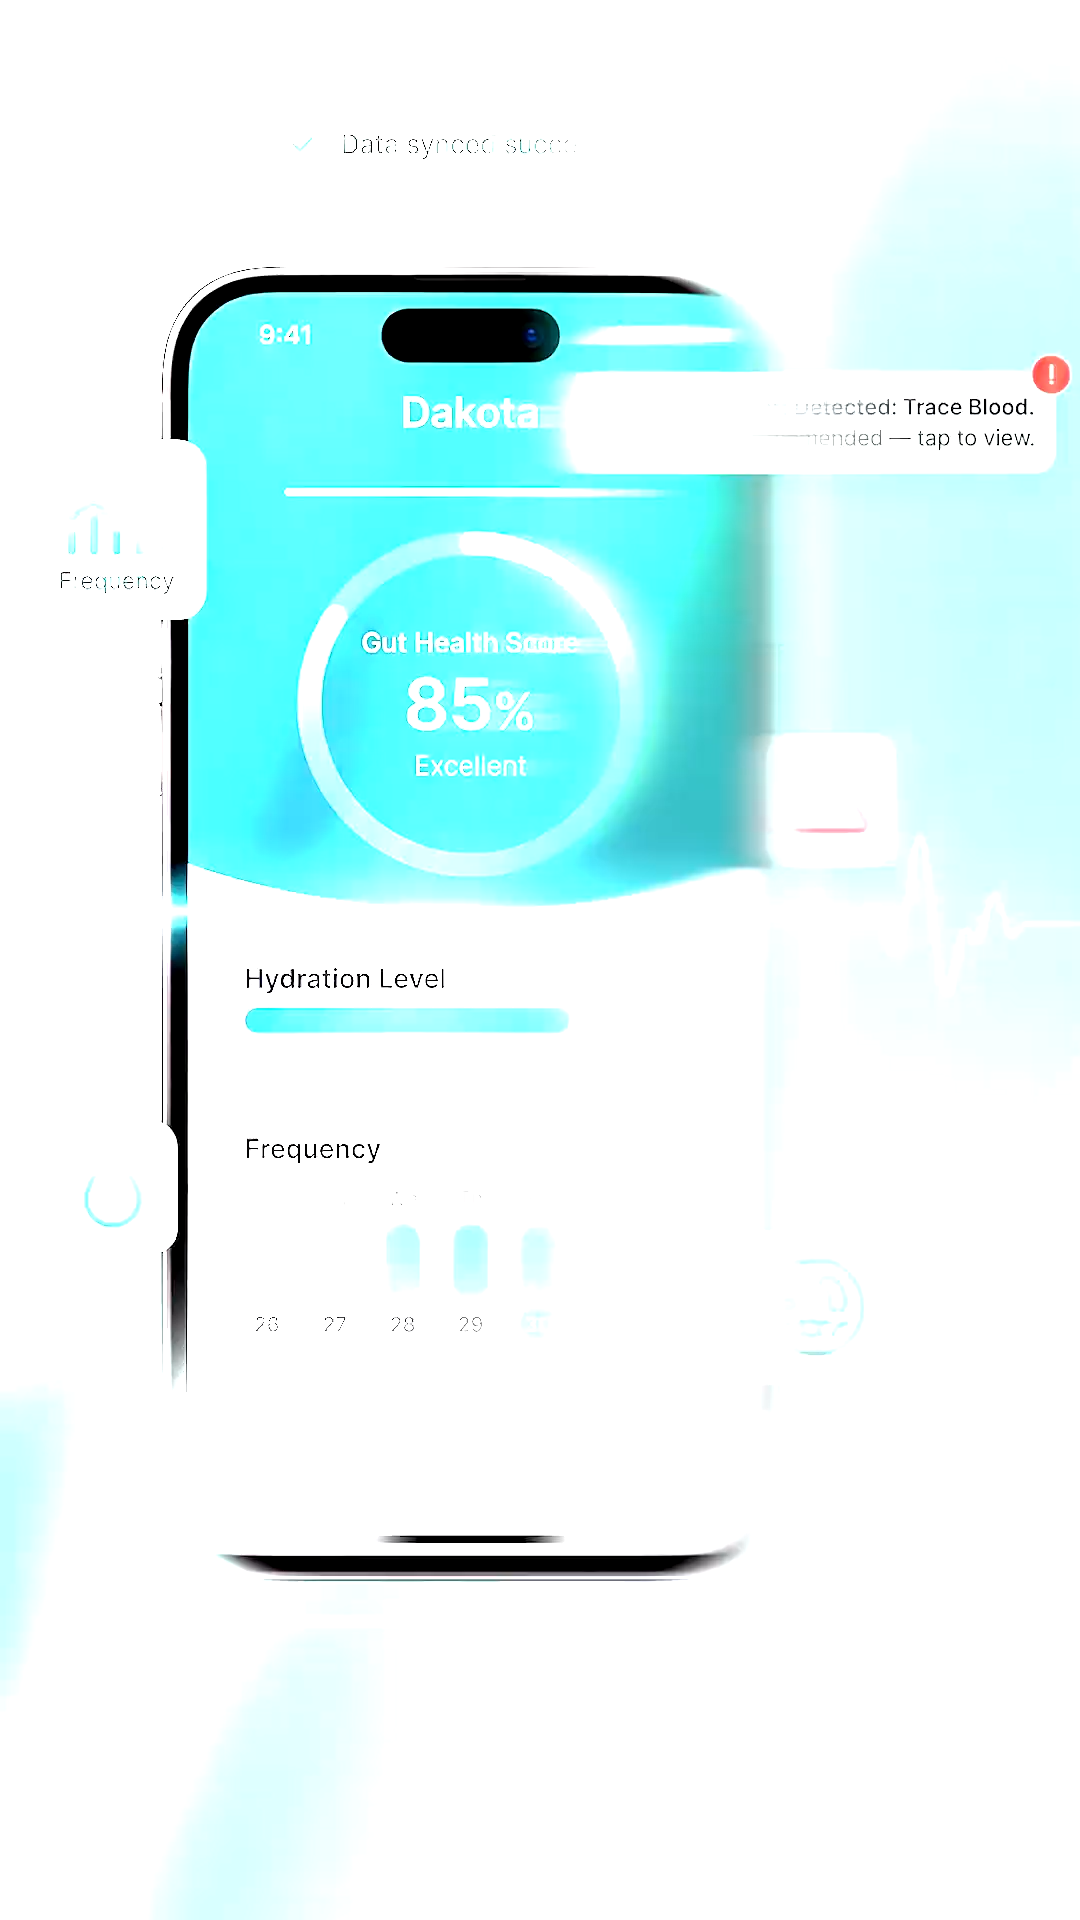 Data synced
9:41
Dakota
Detected: Trace Blood.
— tap to view.
Frequency
Gut Health Score
85%
Excellent
Hydration Level
Frequency
26 27 28 29